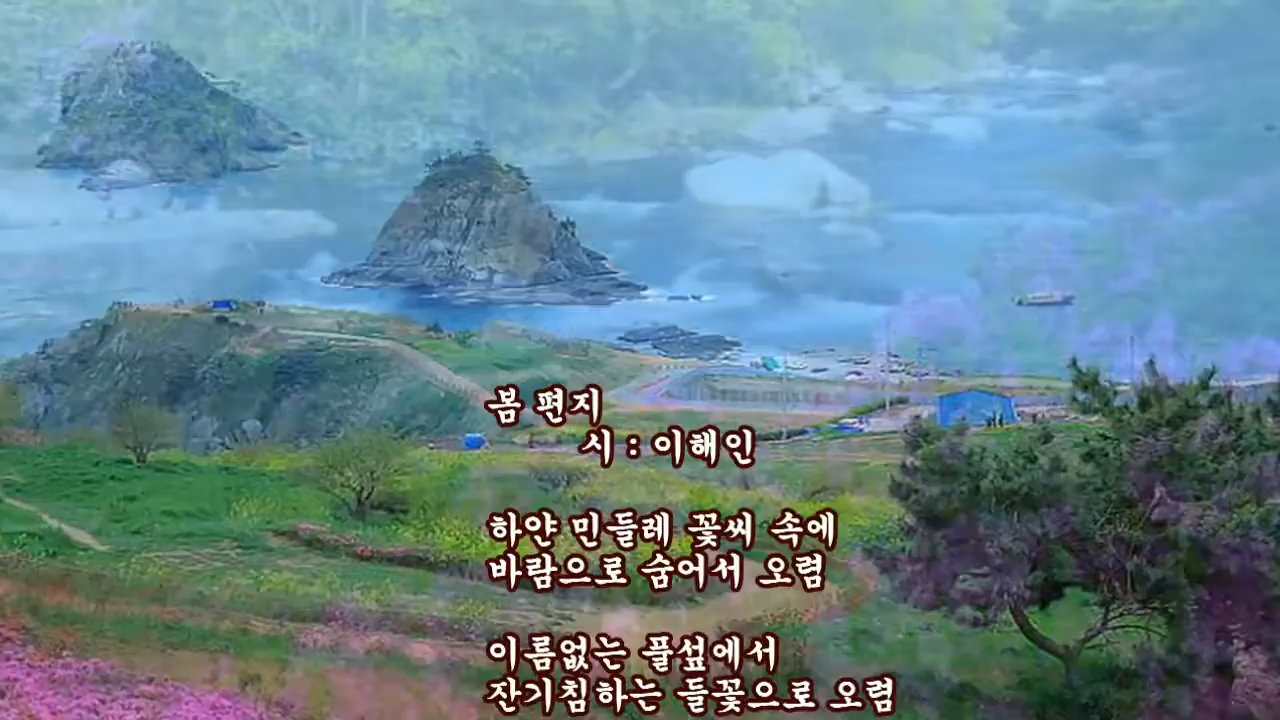 봄 편지
시 : 이해인
하얀 민들레 꽃씨 속에
바람으로 숨어서 오렴
이름없는 풀섶에서
잔기침하는 들꽃으로 오렴